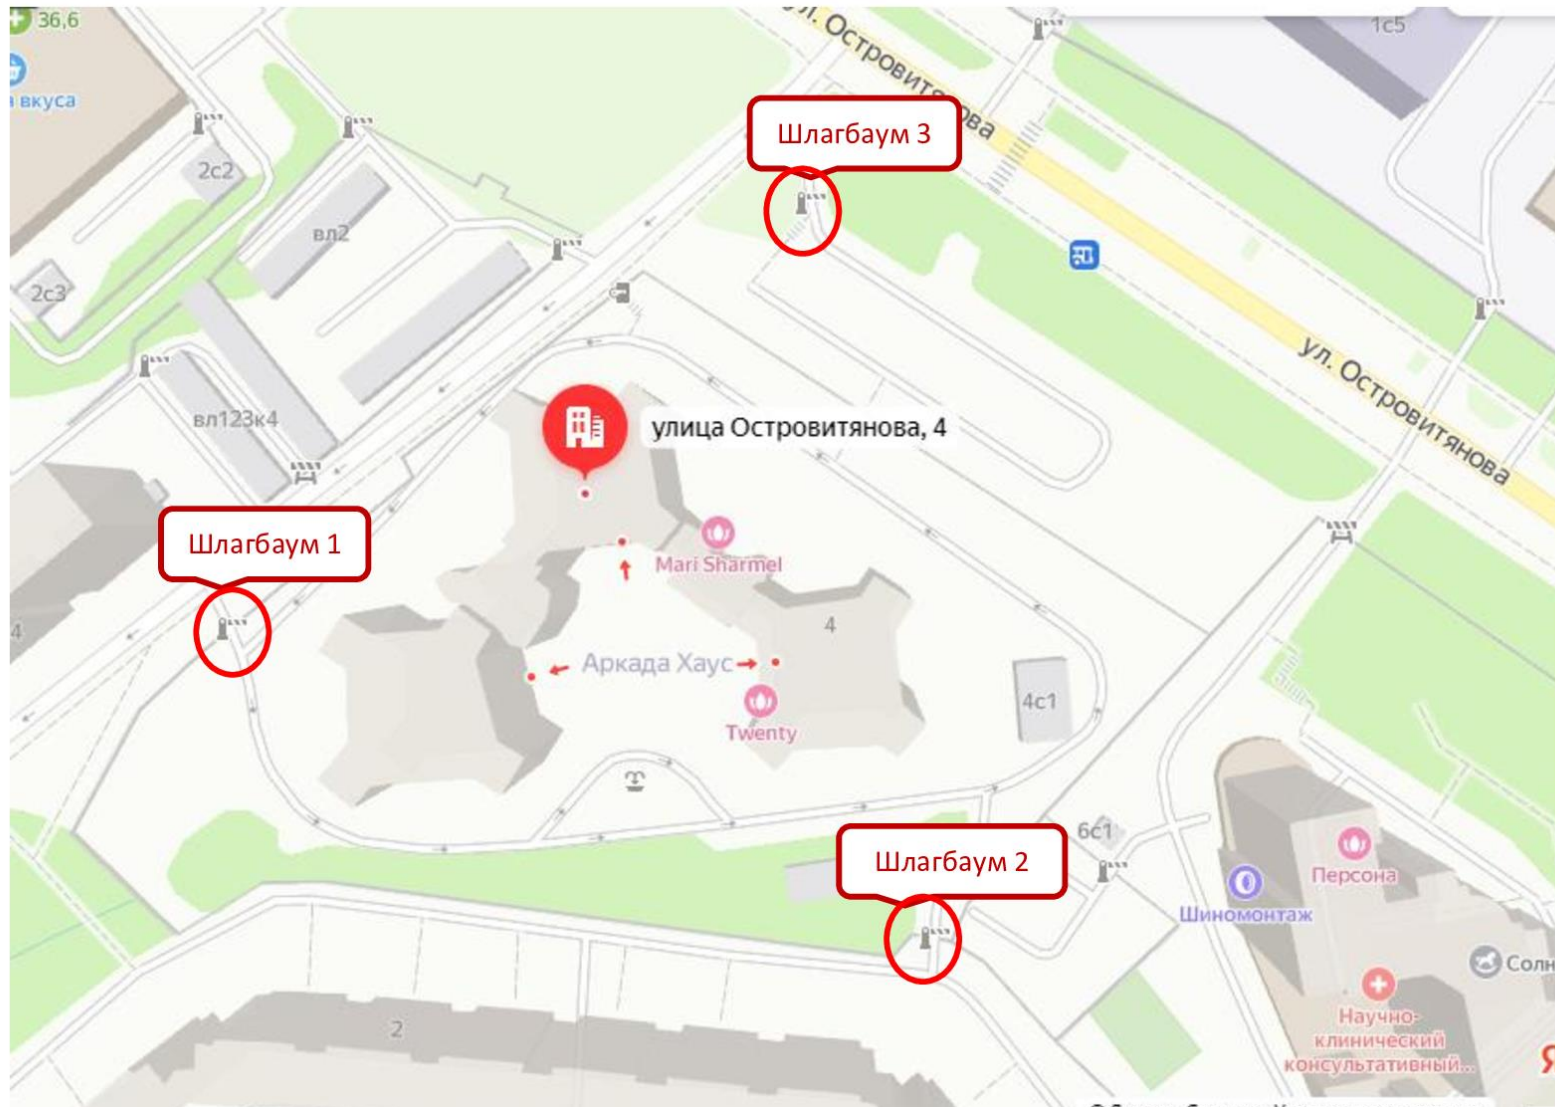 36,6
вкуса
2с2
2с3
вл2
вл123к4
ул. Островитянова
1с5
Шлагбаум 3
ул. Островитянова
улица Островитянова, 4
Шлагбаум 1
Mari Sharmel
4
4
Аркада Хаус
Twenty
4с1
6с1
Шлагбаум 2
Персона
Шиномонтаж
Солн
Научно-
клинический
консультативный...
2
Я